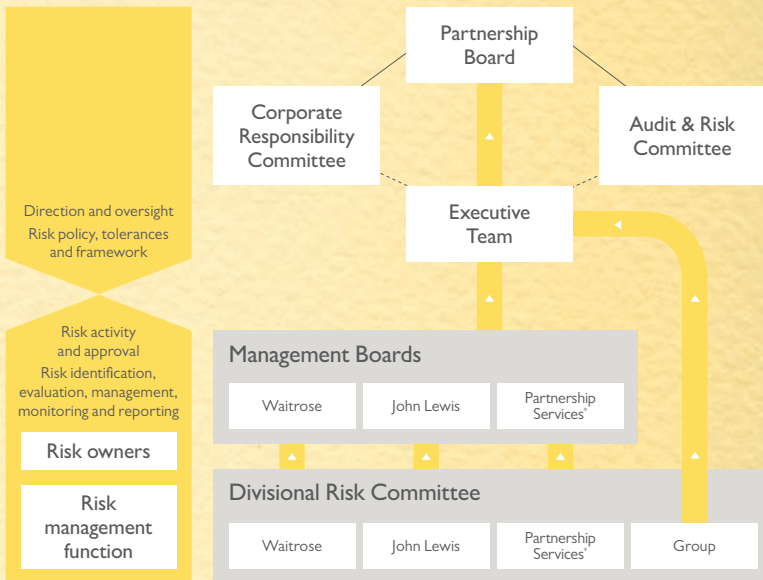 Partnership
Board
Corporate
Responsibility
Committee
Audit & Risk
Committee
Executive
Team
Direction and oversight
Risk policy, tolerances
and framework
Risk activity
and approval
Risk identification,
evaluation, management,
monitoring and reporting
Risk owners
Risk
management
function
Management Boards
Waitrose
John Lewis
Partnership
Services*
Divisional Risk Committee
Waitrose
John Lewis
Partnership
Services*
Group